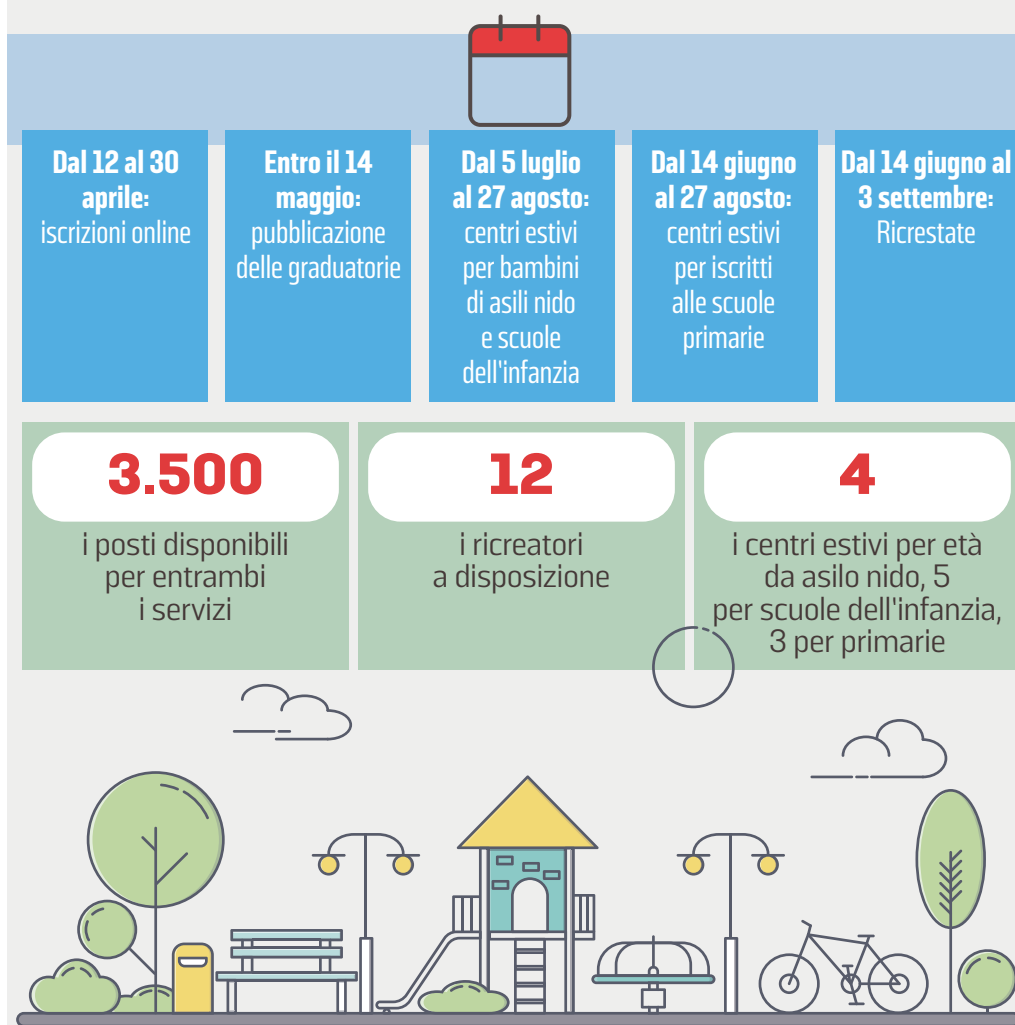 Dal 12 al 30
aprile:
iscrizioni online
Entro il 14
maggio:
pubblicazione
delle graduatorie
Dal 5 luglio
al 27 agosto:
centri estivi
per bambini
di asili nido
e scuole
dell'infanzia
Dal 14 giugno
al 27 agosto:
centri estivi
per iscritti
alle scuole
primarie
Dal 14 giugno al
3 settembre:
Ricrestate
3.500
i posti disponibili
per entrambi
i servizi
12
i ricreatori
a disposizione
4
i centri estivi per età
da asilo nido, 5
per scuole dell'infanzia,
3 per primarie